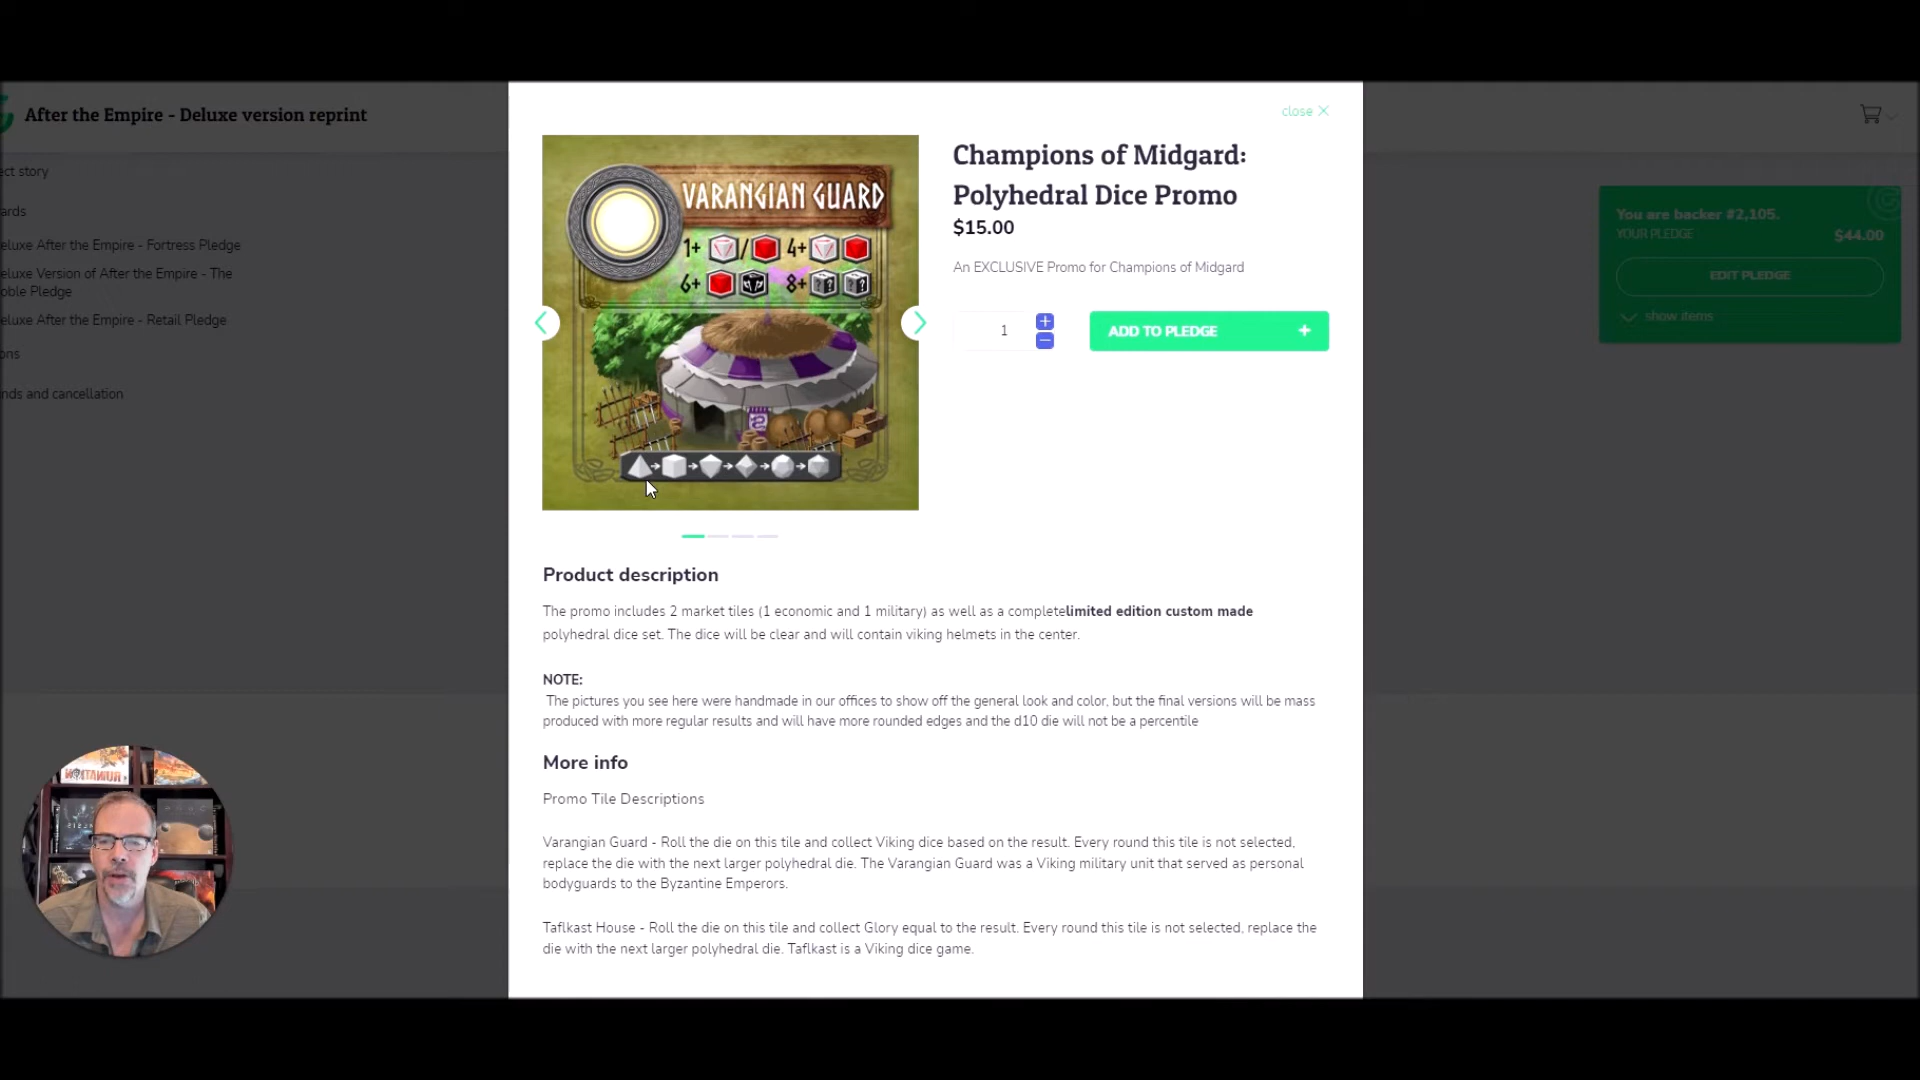 After the Empire - Deluxe version reprint
close
ect story
ards
eluxe After the Empire - Fortress Pledge
eluxe Version of After the Empire - The
oble Pledge
eluxe After the Empire - Retail Pledge
ons
nds and cancellation
VARANGIAN GUARD
1+ / 4+
6+ 8+
Champions of Midgard:
Polyhedral Dice Promo
$15.00
An EXCLUSIVE Promo for Champions of Midgard
1
+
−
ADD TO PLEDGE +
You are backer #2,105.
YOUR PLEDGE $44.00
EDIT PLEDGE
show items
Product description
The promo includes 2 market tiles (1 economic and 1 military) as well as a completelimited edition custom made
polyhedral dice set. The dice will be clear and will contain viking helmets in the center.
NOTE:
The pictures you see here were handmade in our offices to show off the general look and color, but the final versions will be mass
produced with more regular results and will have more rounded edges and the d10 die will not be a percentile
More info
Promo Tile Descriptions
Varangian Guard - Roll the die on this tile and collect Viking dice based on the result. Every round this tile is not selected,
replace the die with the next larger polyhedral die. The Varangian Guard was a Viking military unit that served as personal
bodyguards to the Byzantine Emperors.
Taflkast House - Roll the die on this tile and collect Glory equal to the result. Every round this tile is not selected, replace the
die with the next larger polyhedral die. Taflkast is a Viking dice game.